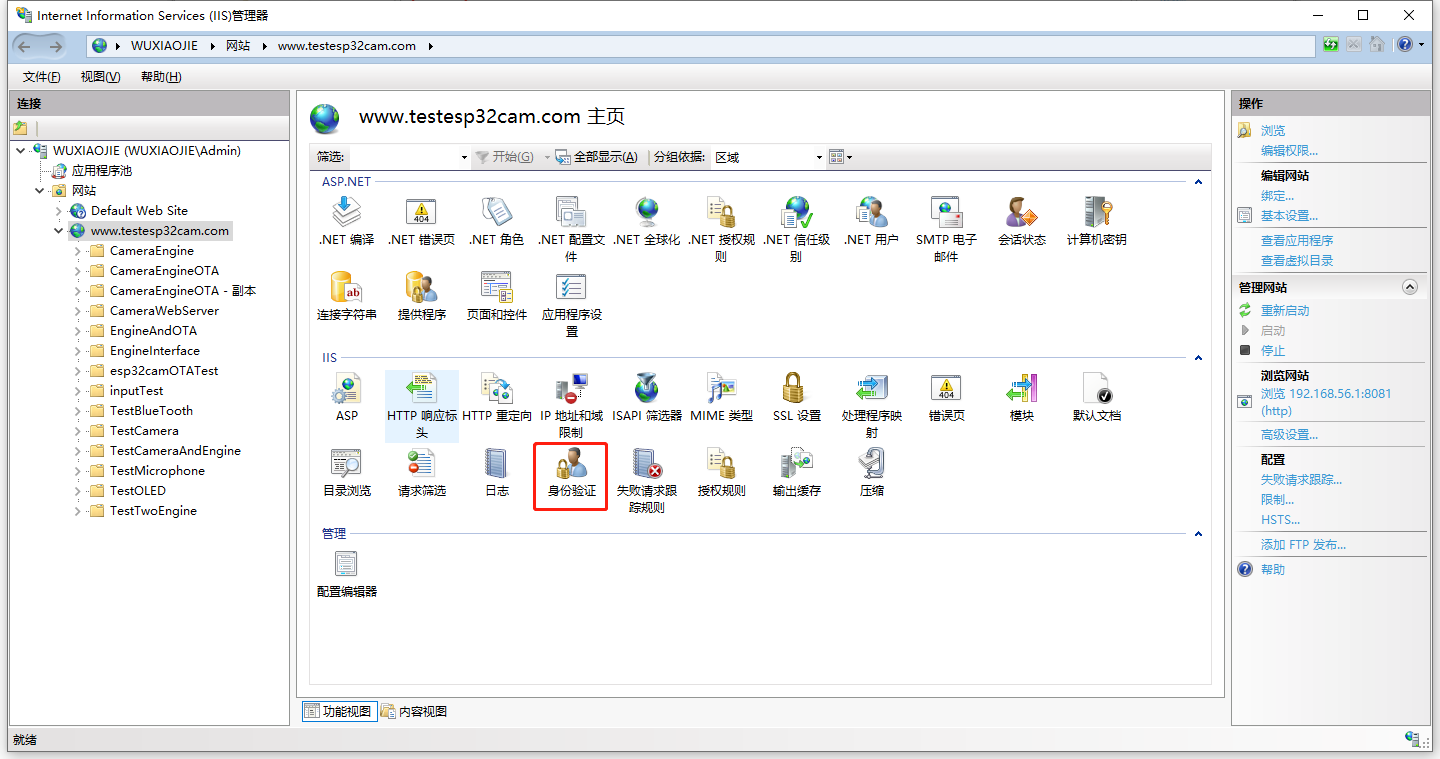 Internet Information Services (IIS)管理器
WUXIAOJIE 网站 www.testesp32cam.com
文件(F) 视图(V) 帮助(H)
连接
WUXIAOJIE (WUXIAOJIE\Admin)
应用程序池
网站
Default Web Site
www.testesp32cam.com
CameraEngine
CameraEngineOTA
CameraEngineOTA - 副本
CameraWebServer
EngineAndOTA
EngineInterface
esp32camOTATest
inputTest
TestBlueTooth
TestCamera
TestCameraAndEngine
TestMicrophone
TestOLED
TestTwoEngine
www.testesp32cam.com 主页
筛选: 开始(G) 全部显示(A) 分组依据: 区域
ASP.NET
.NET 编译
404
.NET 错误页
.NET 角色
.NET 配置文
件
.NET 全球化
.NET 授权规
则
.NET 信任级
别
.NET 用户
SMTP 电子
邮件
会话状态
计算机密钥
ab
连接字符串
提供程序
页面和控件
应用程序设
置
IIS
ASP
HTTP 响应标
头
HTTP 重定向
IP 地址和域
限制
ISAPI 筛选器
MIME 类型
SSL 设置
处理程序映
射
404
错误页
模块
默认文档
目录浏览
请求筛选
日志
身份验证
失败请求跟
踪规则
授权规则
输出缓存
压缩
管理
配置编辑器
功能视图 内容视图
操作
浏览
编辑权限...
编辑网站
绑定...
基本设置...
查看应用程序
查看虚拟目录
管理网站
重新启动
启动
停止
浏览网站
浏览 192.168.56.1:8081
(http)
高级设置...
配置
失败请求跟踪...
限制...
HSTS...
添加 FTP 发布...
帮助
就绪